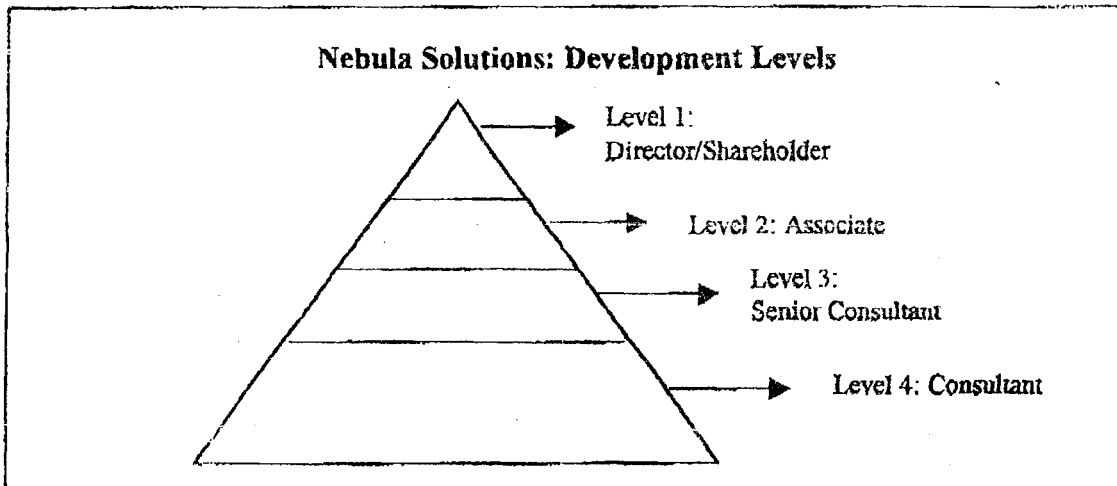 Nebula Solutions: Development Levels
Level 1:
Director/Shareholder
Level 2: Associate
Level 3:
Senior Consultant
Level 4: Consultant